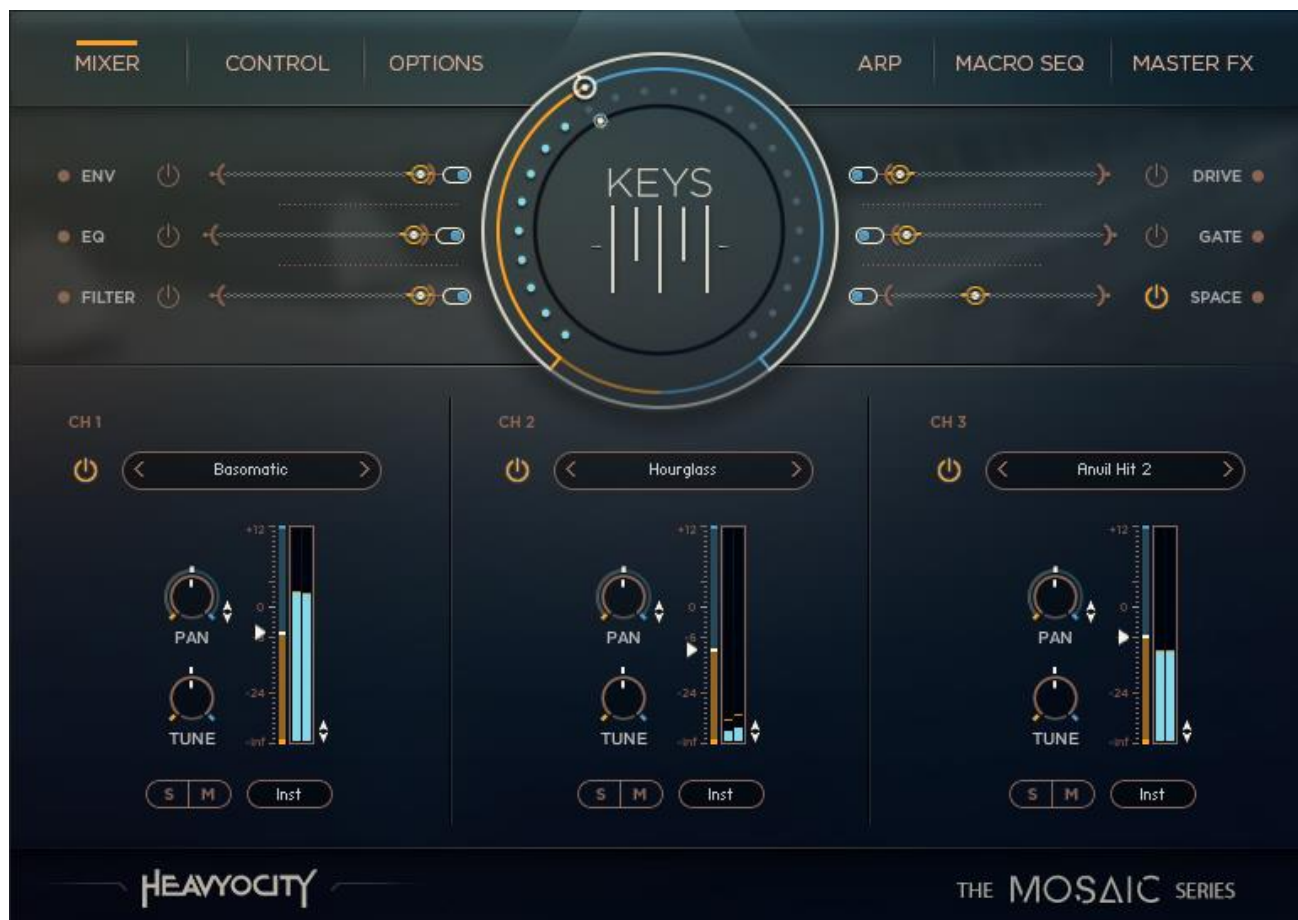 MIXER CONTROL OPTIONS ARP MACRO SEQ MASTER FX
KEYS
ENV DRIVE
EQ GATE
FILTER SPACE
CH 1 CH 2 CH 3
Basomatic Hourglass Anvil Hit 2
+12 +12 +12
0 0 0
PAN -6 PAN -6 PAN
-24 -24 -24
TUNE -inf TUNE -inf TUNE -inf
S M Inst S M Inst S M Inst
HEAVYOCITY THE MOSAIC SERIES